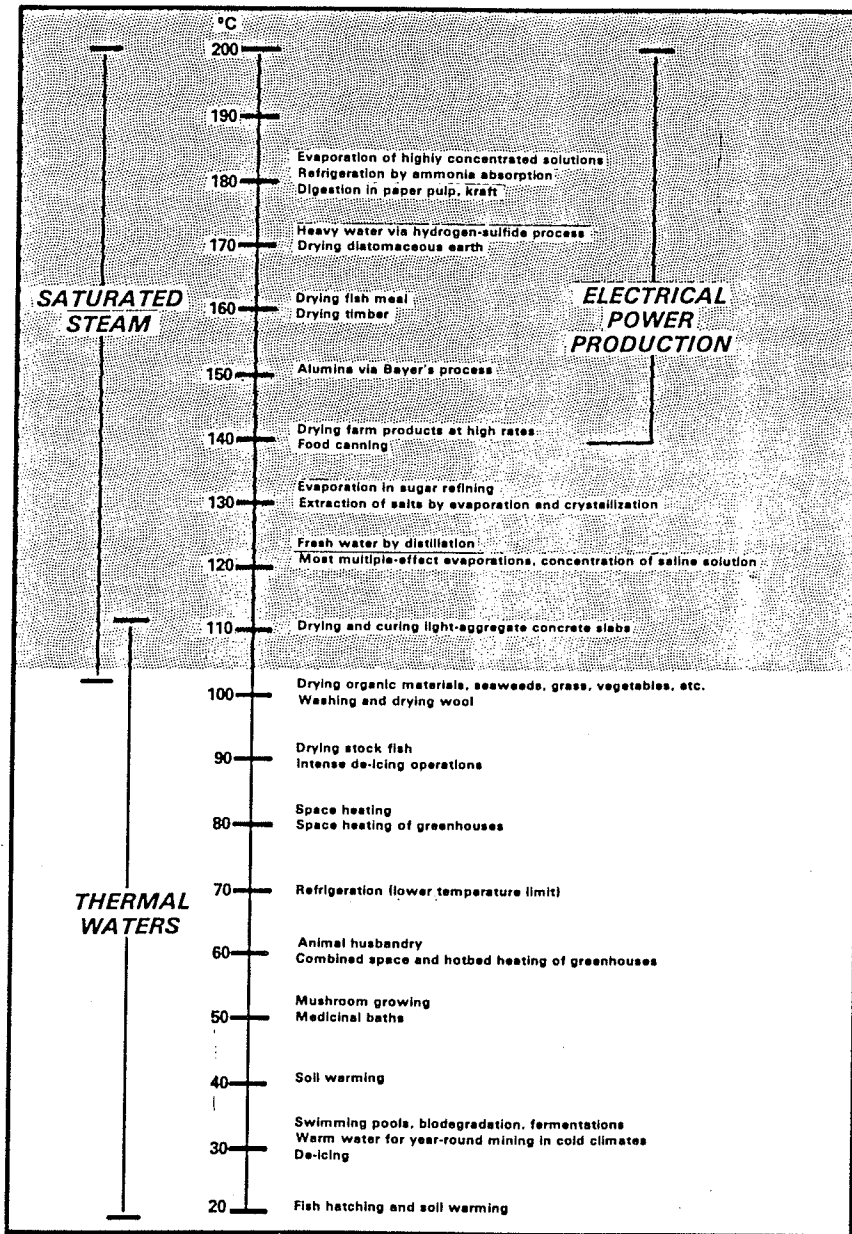 °C
200
190
Evaporation of highly concentrated solutions
Refrigeration by ammonia absorption
180
Digestion in paper pulp, kraft
Heavy water via hydrogen-sulfide process
170
Drying diatomaceous earth
SATURATED
STEAM
160
Drying fish meal
Drying timber
ELECTRICAL
POWER
PRODUCTION
150
Alumina via Bayer's process
Drying farm products at high rates
140
Food canning
Evaporation in sugar refining
130
Extraction of salts by evaporation and crystallization
Fresh water by distillation
120
Most multiple-effect evaporations, concentration of saline solution
110
Drying and curing light-aggregate concrete slabs
100
Drying organic materials, seaweeds, grass, vegetables, etc.
Washing and drying wool
Drying stock fish
90
Intense de-icing operations
Space heating
80
Space heating of greenhouses
70
Refrigeration (lower temperature limit)
THERMAL
WATERS
Animal husbandry
60
Combined space and hotbed heating of greenhouses
Mushroom growing
50
Medicinal baths
40
Soil warming
Swimming pools, biodegradation, fermentations
Warm water for year-round mining in cold climates
30
De-icing
20
Fish hatching and soil warming